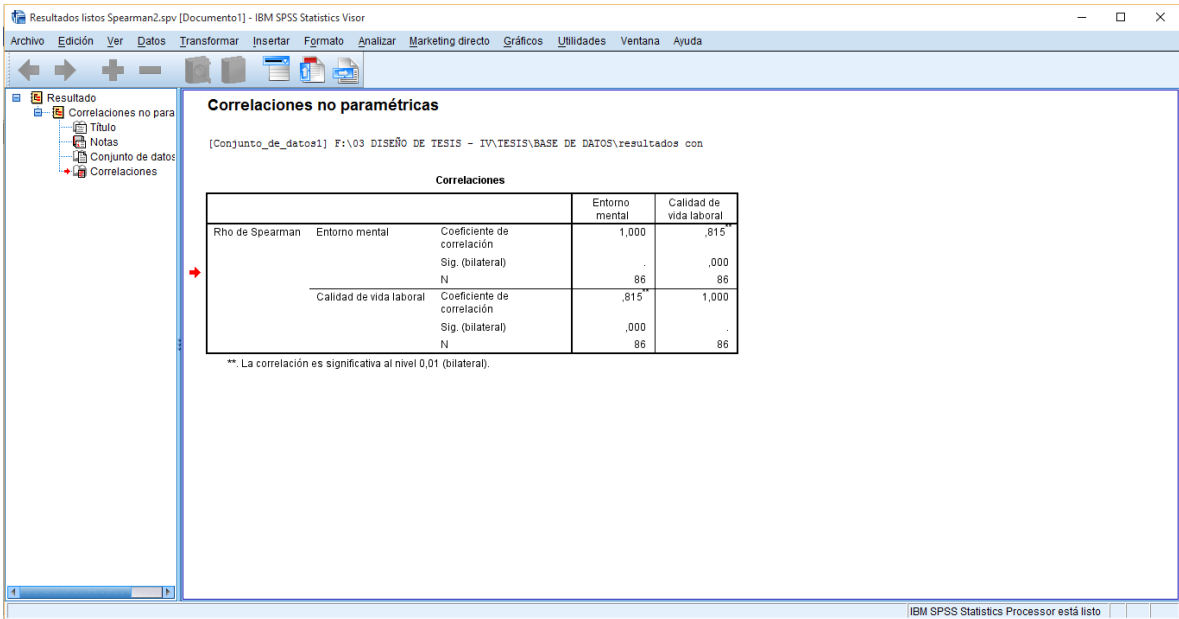 Resultados listos Spearman2.spv [Documento1] - IBM SPSS Statistics Visor
Archivo Edición Ver Datos Transformar Insertar Formato Analizar Marketing directo Gráficos Utilidades Ventana Ayuda
Resultado
Correlaciones no para
Título
Notas
Conjunto de datos
Correlaciones
Correlaciones no paramétricas
[Conjunto_de_datos1] F:\03 DISEÑO DE TESIS - IV\TESIS\BASE DE DATOS\resultados con
Correlaciones
Entorno mental Calidad de vida laboral
Rho de Spearman Entorno mental Coeficiente de correlación 1,000 ,815**
Sig. (bilateral) . ,000
N 86 86
Calidad de vida laboral Coeficiente de correlación ,815** 1,000
Sig. (bilateral) ,000 .
N 86 86
**. La correlación es significativa al nivel 0,01 (bilateral).
IBM SPSS Statistics Processor está listo